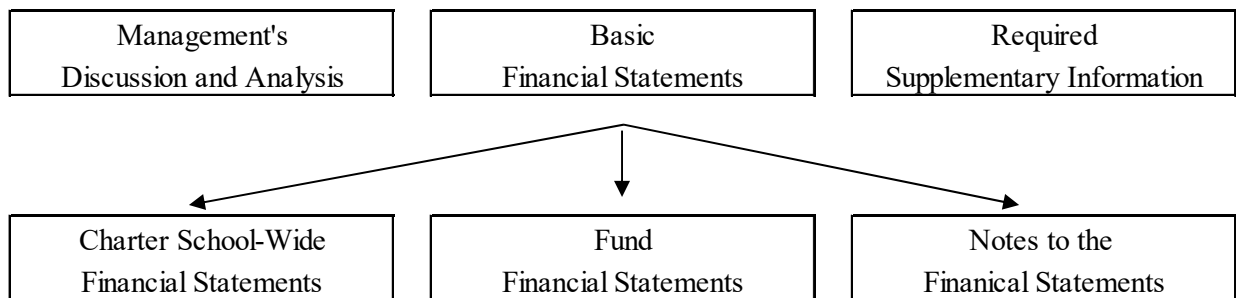 Management's
Discussion and Analysis
Basic
Financial Statements
Required
Supplementary Information
Charter School-Wide
Financial Statements
Fund
Financial Statements
Notes to the
Finanical Statements